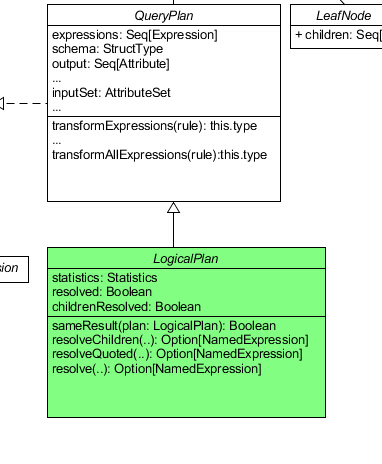 QueryPlan
expressions: Seq[Expression]
schema: StructType
output: Seq[Attribute]
...
inputSet: AttributeSet
...
transformExpressions(rule): this.type
...
transformAllExpressions(rule):this.type
LeafNode
+ children: Seq[
sion
LogicalPlan
statistics: Statistics
resolved: Boolean
childrenResolved: Boolean
sameResult(plan: LogicalPlan): Boolean
resolveChildren(..): Option[NamedExpression]
resolveQuoted(..): Option[NamedExpression]
resolve(..): Option[NamedExpression]